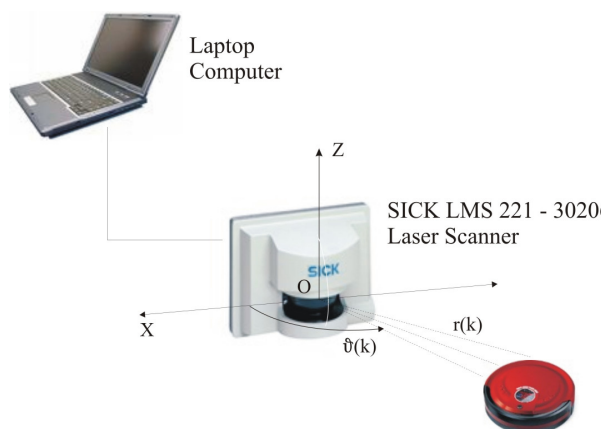 Laptop
Computer
Z
SICK LMS 221 - 3020
Laser Scanner
SICK
O
X
ϑ(k)
r(k)